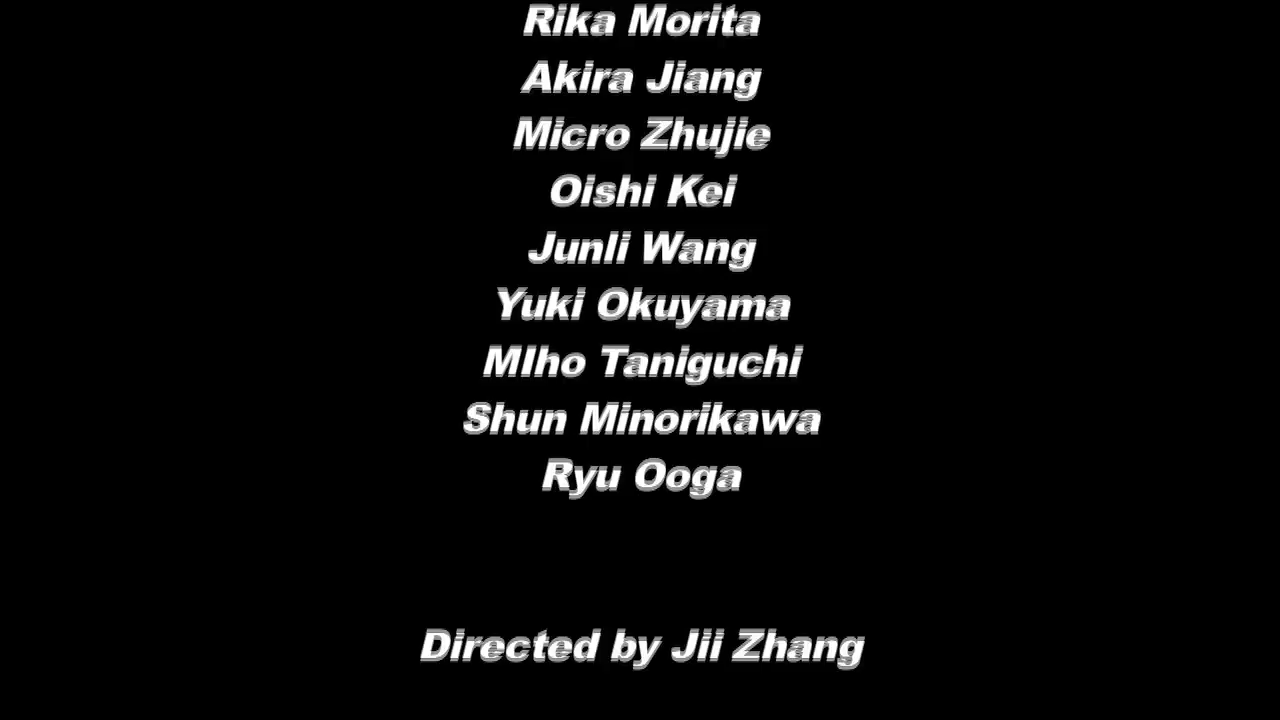 Rika Morita
Akira Jiang
Micro Zhujie
Oishi Kei
Junli Wang
Yuki Okuyama
MIho Taniguchi
Shun Minorikawa
Ryu Ooga
Directed by Jii Zhang